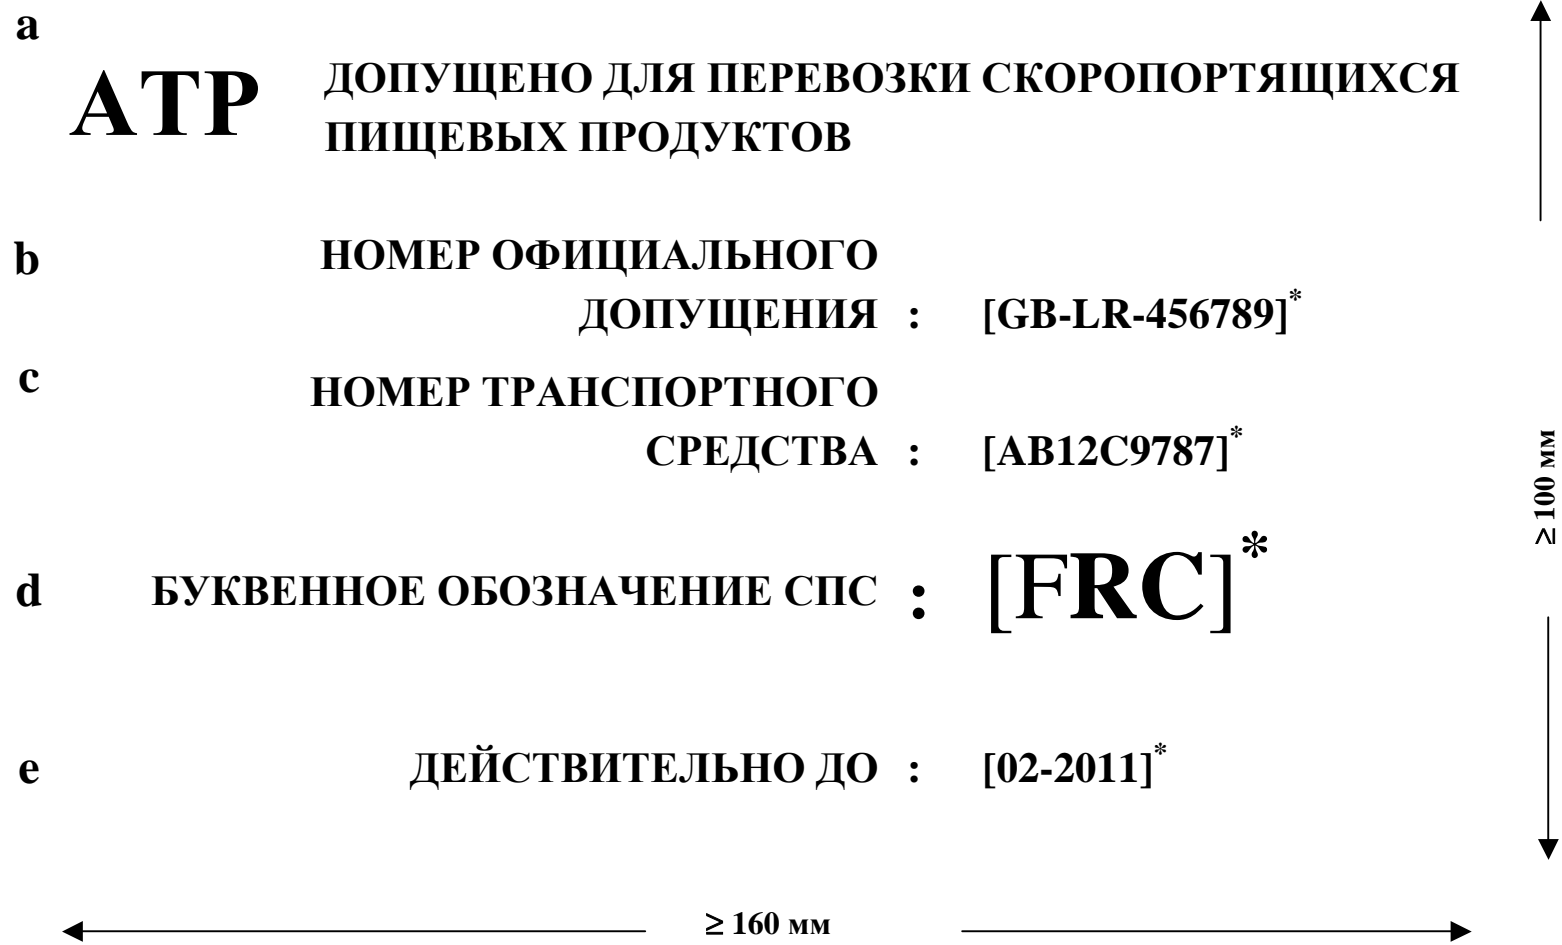 a
ATP ДОПУЩЕНО ДЛЯ ПЕРЕВОЗКИ СКОРОПОРТЯЩИХСЯ
ПИЩЕВЫХ ПРОДУКТОВ
b НОМЕР ОФИЦИАЛЬНОГО
ДОПУЩЕНИЯ : [GB-LR-456789]*
c НОМЕР ТРАНСПОРТНОГО
СРЕДСТВА : [AB12C9787]*
d БУКВЕННОЕ ОБОЗНАЧЕНИЕ СПС : [FRC]*
e ДЕЙСТВИТЕЛЬНО ДО : [02-2011]*
≥ 160 мм
≥ 100 мм